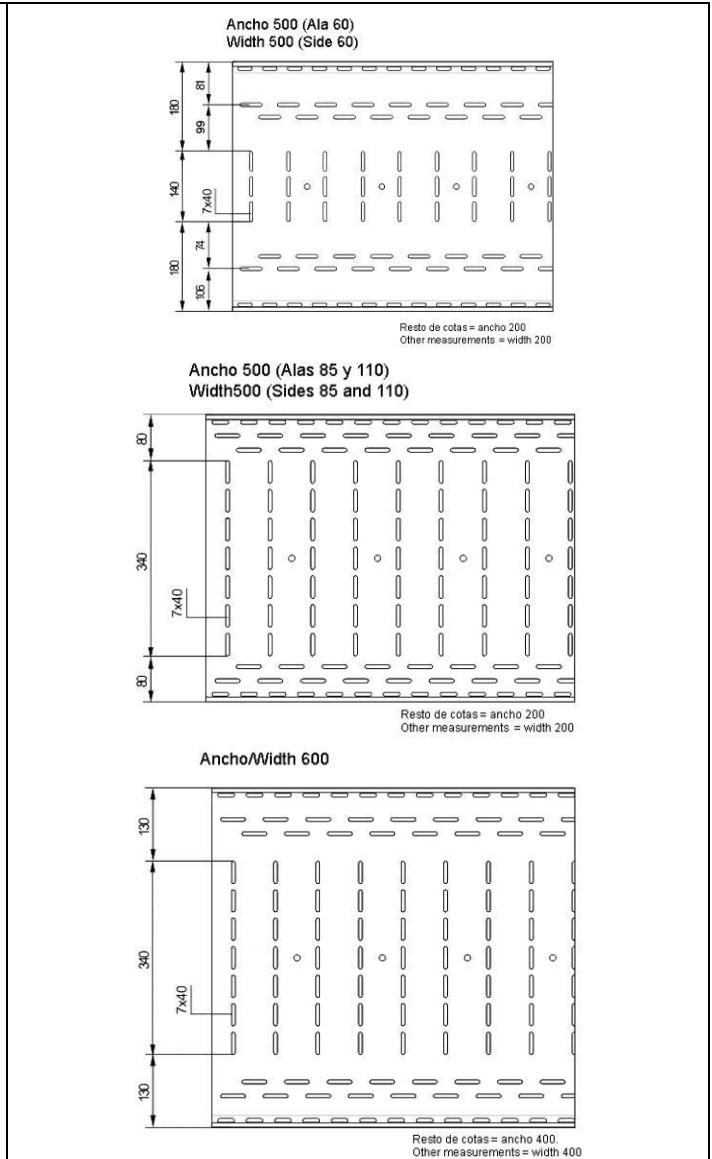 Ancho 500 (Ala 60)
Width 500 (Side 60)
180
81
99
140
7x40
180
74
106
Resto de cotas = ancho 200
Other measurements = width 200
Ancho 500 (Alas 85 y 110)
Width500 (Sides 85 and 110)
80
340
7x40
80
Resto de cotas = ancho 200
Other measurements = width 200
Ancho/Width 600
130
340
7x40
130
Resto de cotas = ancho 400.
Other measurements = width 400